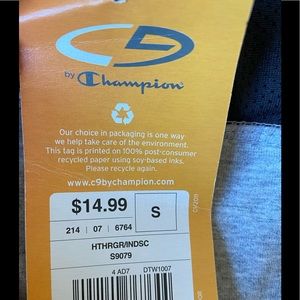 C9
by Champion
Our choice in packaging is one way
we help take care of the environment.
This tag is printed on 100% post-consumer
recycled paper using soy-based inks.
Please recycle again.
www.c9bychampion.com
$14.99
S
214 | 07 | 6764
HTHRGR/INDSC
S9079
4 AD7 DTW1007